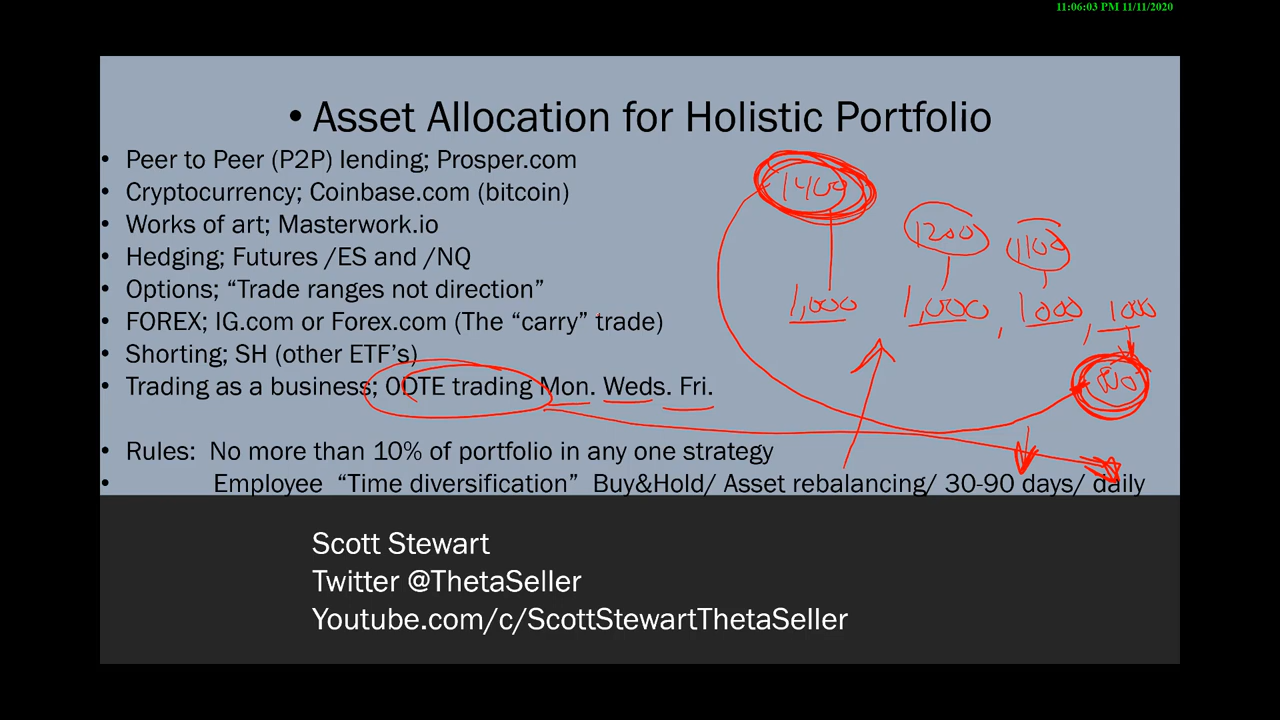 11:06:03 PM 11/11/2020
• Asset Allocation for Holistic Portfolio
• Peer to Peer (P2P) lending; Prosper.com
• Cryptocurrency; Coinbase.com (bitcoin)
• Works of art; Masterwork.io
• Hedging; Futures /ES and /NQ
• Options; “Trade ranges not direction”
• FOREX; IG.com or Forex.com (The “carry” trade)
• Shorting; SH (other ETF’s)
• Trading as a business; 0DTE trading Mon. Weds. Fri.
1400
1200 1100
1,000 1,000, 1000, 1000
• Rules: No more than 10% of portfolio in any one strategy
• Employee “Time diversification” Buy&Hold/ Asset rebalancing/ 30-90 days/ daily
Scott Stewart
Twitter @ThetaSeller
Youtube.com/c/ScottStewartThetaSeller